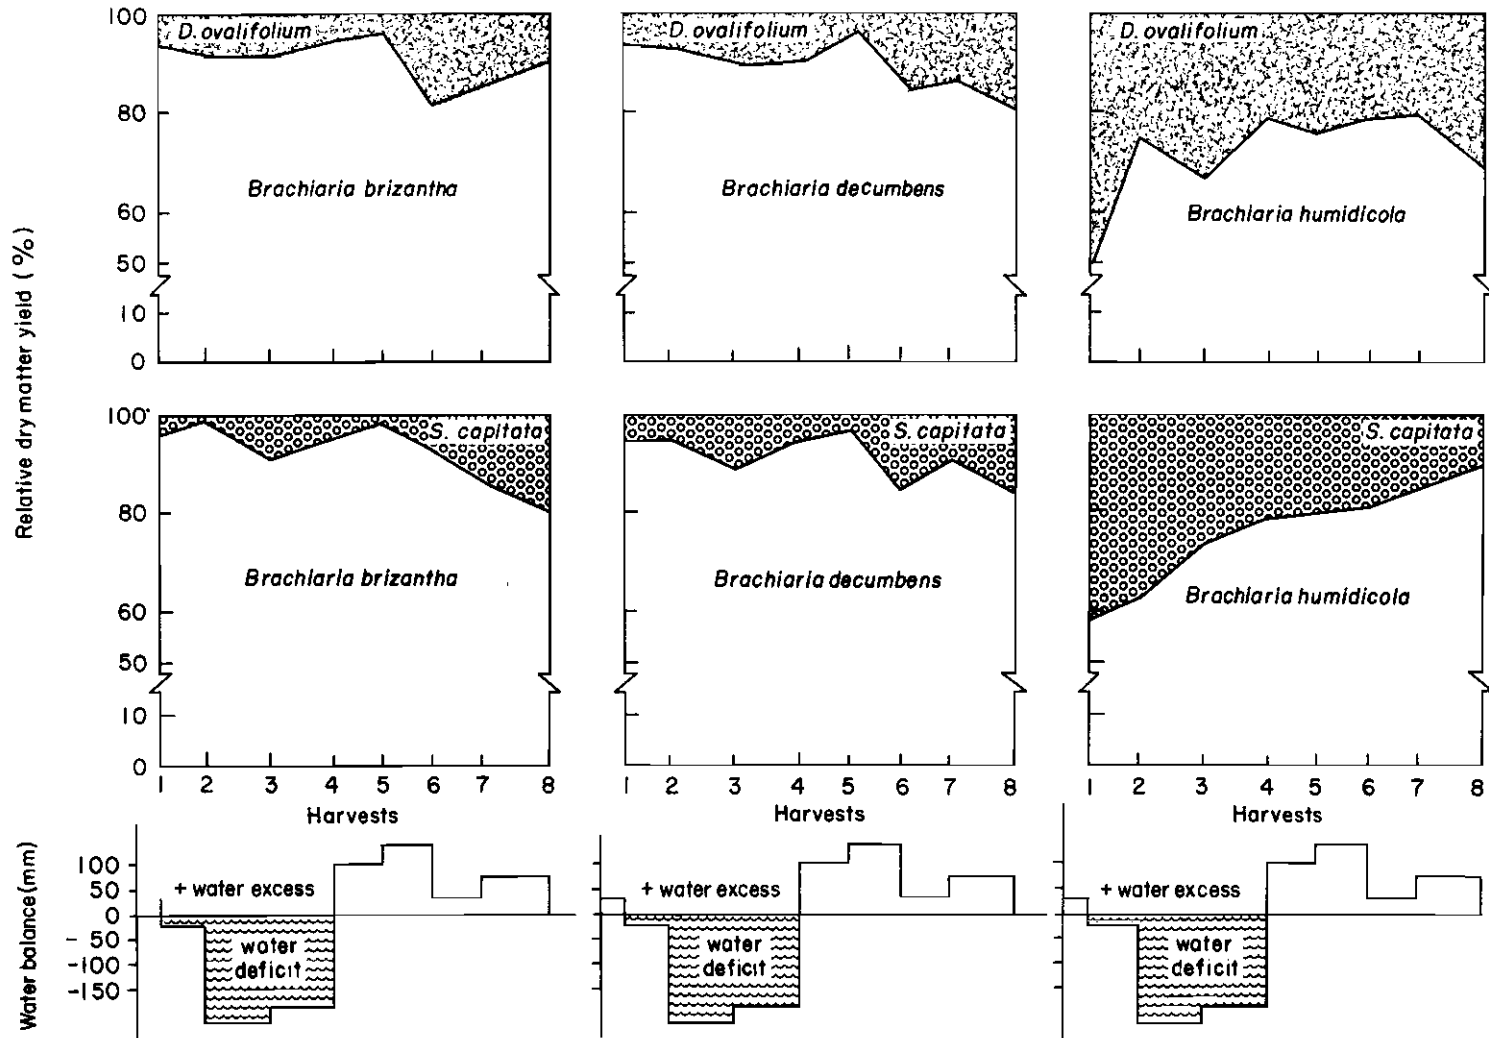 Relative dry matter yield (%)
100
80
60
50
10
0
D. ovalifolium
Brachiaria brizantha
D. ovalifolium
Brachiaria decumbens
D. ovalifolium
Brachlaria humidicola
100
80
60
50
10
0
S. capitata
Brachlaria brizantha
S. capitata
Brachiaria decumbens
S. capitata
Brachlaria humidicola
1 2 3 4 5 6 7 8
Harvests
1 2 3 4 5 6 7 8
Harvests
1 2 3 4 5 6 7 8
Harvests
Water balance(mm)
100
50
0
-50
-100
-150
+ water excess
water
deficit
+ water excess
water
deficit
+ water excess
water
deficit